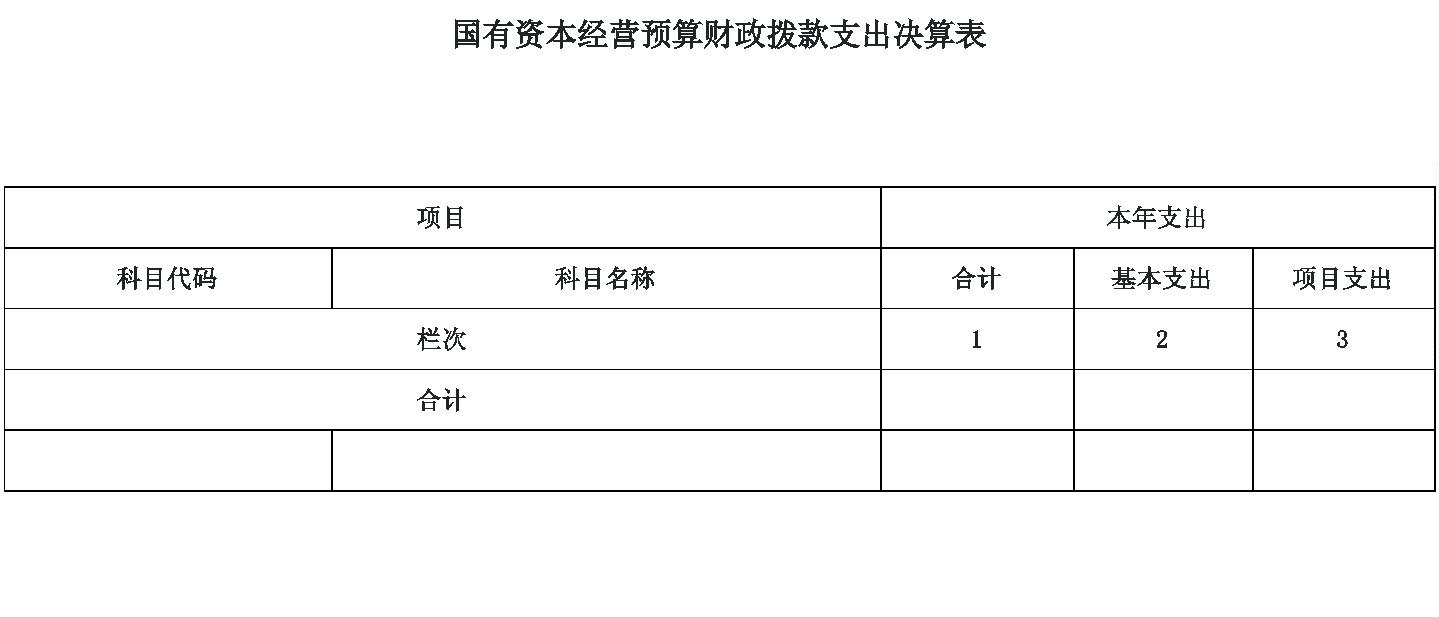 国有资本经营预算财政拨款支出决算表
项目 本年支出
科目代码 科目名称 合计 基本支出 项目支出
栏次 1 2 3
合计